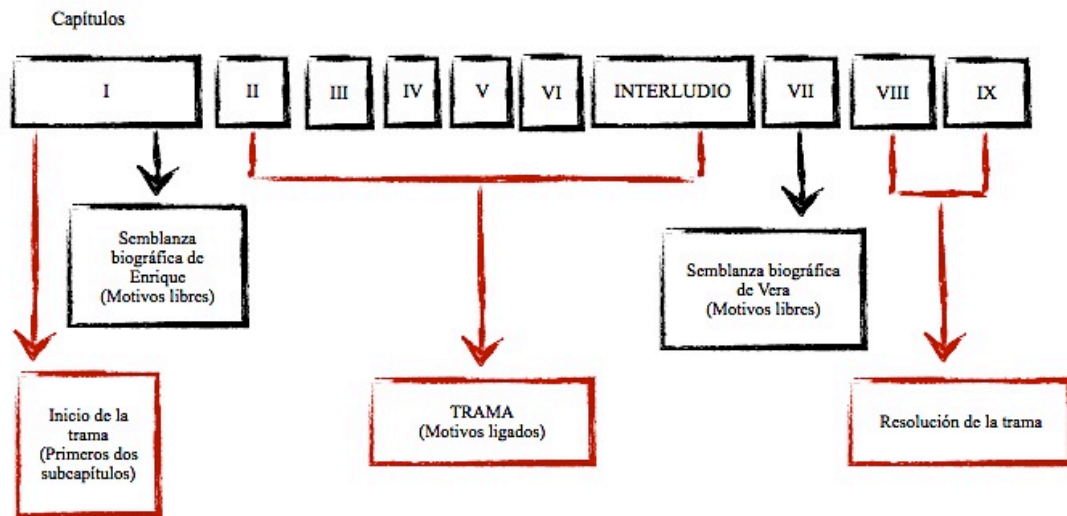 Capítulos
I II III IV V VI INTERLUDIO VII VIII IX
Semblanza
biográfica de
Enrique
(Motivos libres)
Semblanza biográfica
de Vera
(Motivos libres)
Inicio de la
trama
(Primeros dos
subcapítulos)
TRAMA
(Motivos ligados)
Resolución de la trama